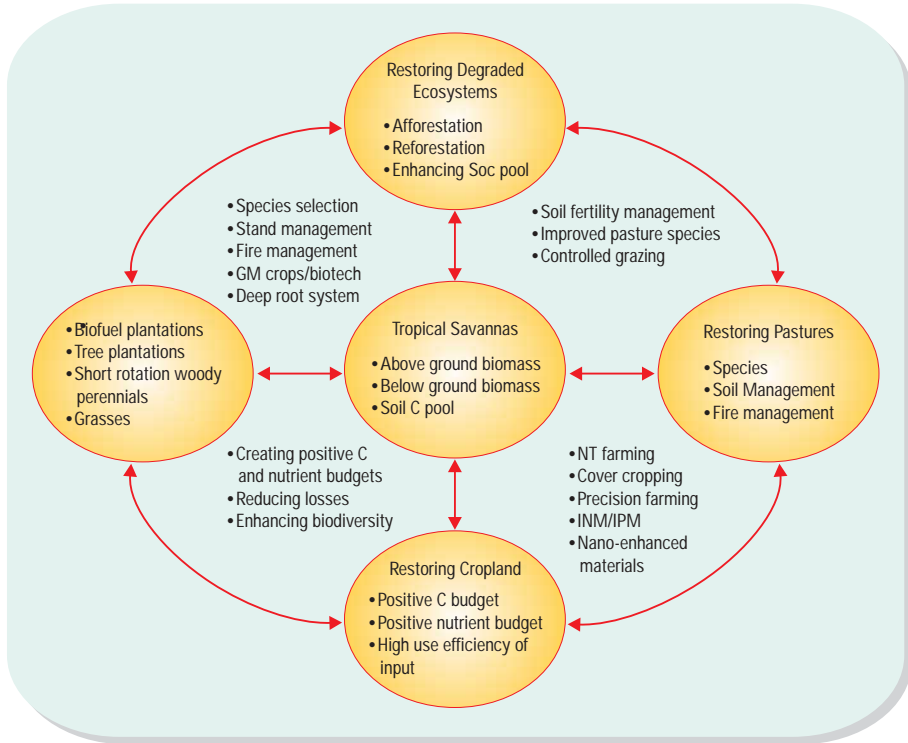 Restoring Degraded
Ecosystems
•Afforestation
•Reforestation
•Enhancing Soc pool
•Species selection
•Stand management
•Fire management
•GM crops/biotech
•Deep root system
•Soil fertility management
•Improved pasture species
•Controlled grazing
•Biofuel plantations
•Tree plantations
•Short rotation woody
perennials
•Grasses
Tropical Savannas
•Above ground biomass
•Below ground biomass
•Soil C pool
Restoring Pastures
•Species
•Soil Management
•Fire management
•Creating positive C
and nutrient budgets
•Reducing losses
•Enhancing biodiversity
•NT farming
•Cover cropping
•Precision farming
•INM/IPM
•Nano-enhanced
materials
Restoring Cropland
•Positive C budget
•Positive nutrient budget
•High use efficiency of
input